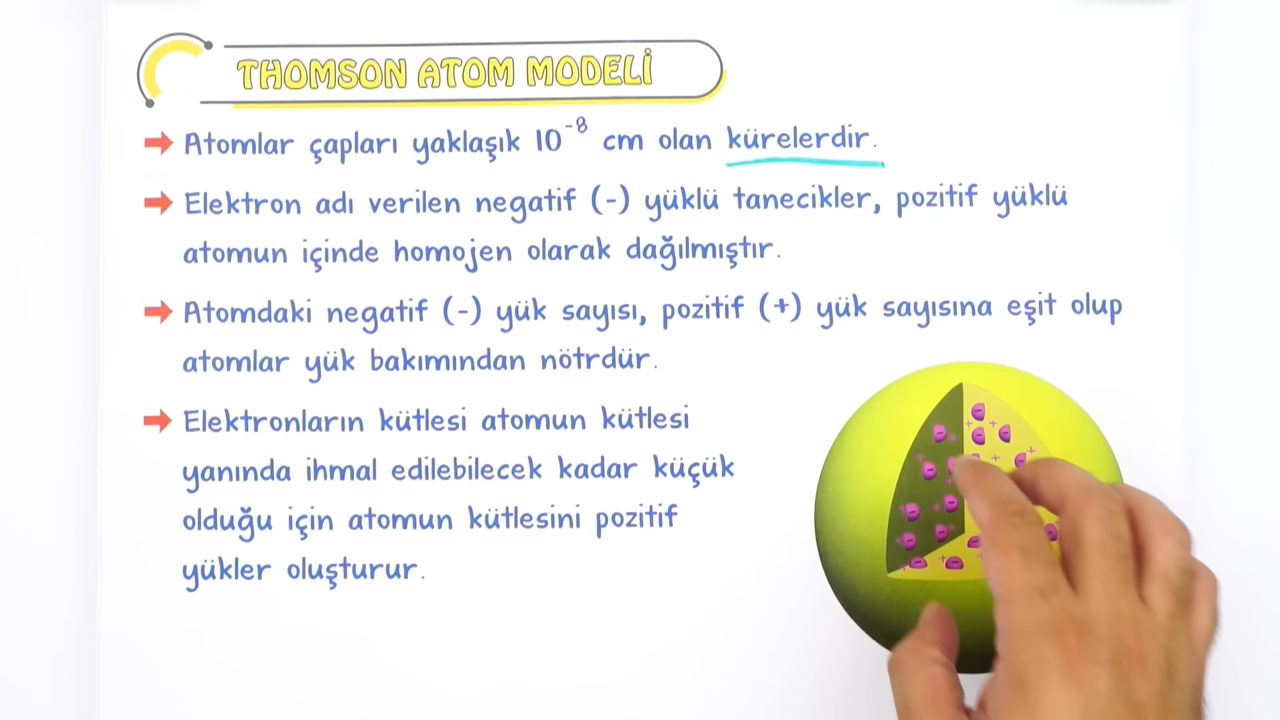 THOMSON ATOM MODELİ
Atomlar çapları yaklaşık 10⁻⁸ cm olan kürelerdir.
Elektron adı verilen negatif (-) yüklü tanecikler, pozitif yüklü
atomun içinde homojen olarak dağılmıştır.
Atomdaki negatif (-) yük sayısı, pozitif (+) yük sayısına eşit olup
atomlar yük bakımından nötrdür.
Elektronların kütlesi atomun kütlesi
yanında ihmal edilebilecek kadar küçük
olduğu için atomun kütlesini pozitif
yükler oluşturur.